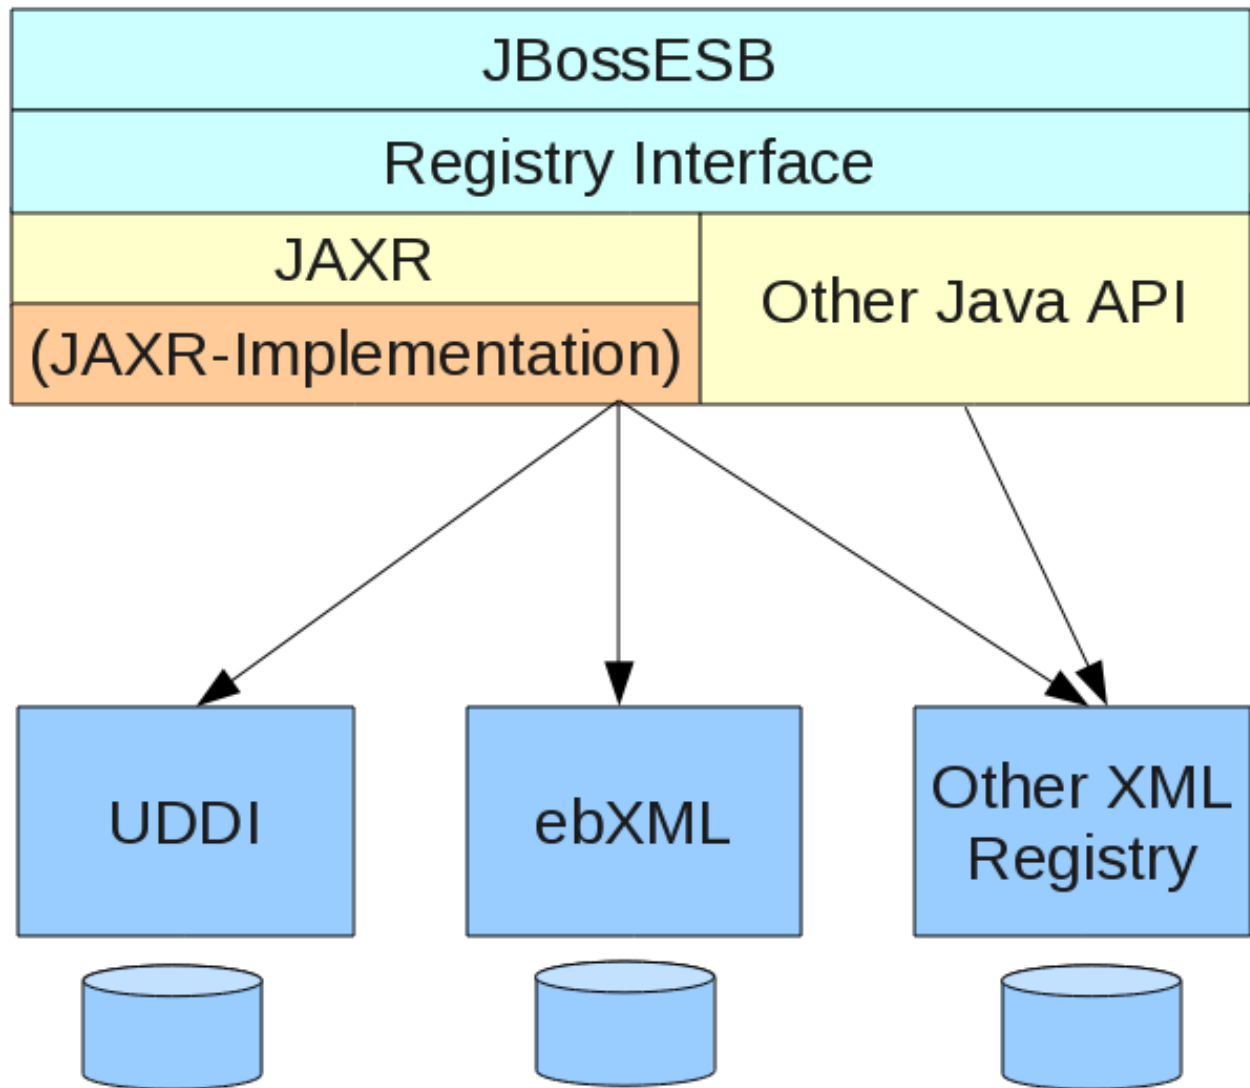 JBossESB
Registry Interface
JAXR
Other Java API
(JAXR-Implementation)
UDDI
ebXML
Other XML
Registry